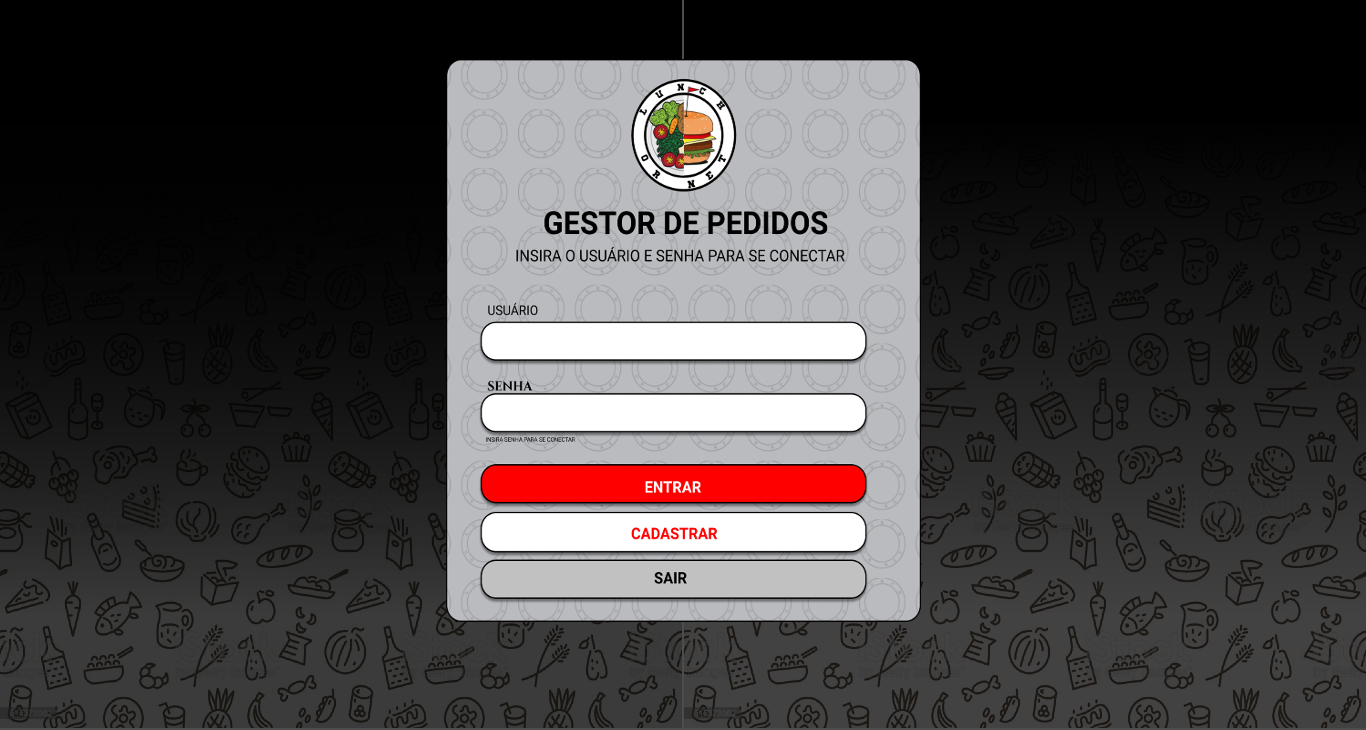 LUNCH
OR NET
GESTOR DE PEDIDOS
INSIRA O USUÁRIO E SENHA PARA SE CONECTAR
USUÁRIO
SENHA
INSIRA SENHA PARA SE CONECTAR
ENTRAR
CADASTRAR
SAIR